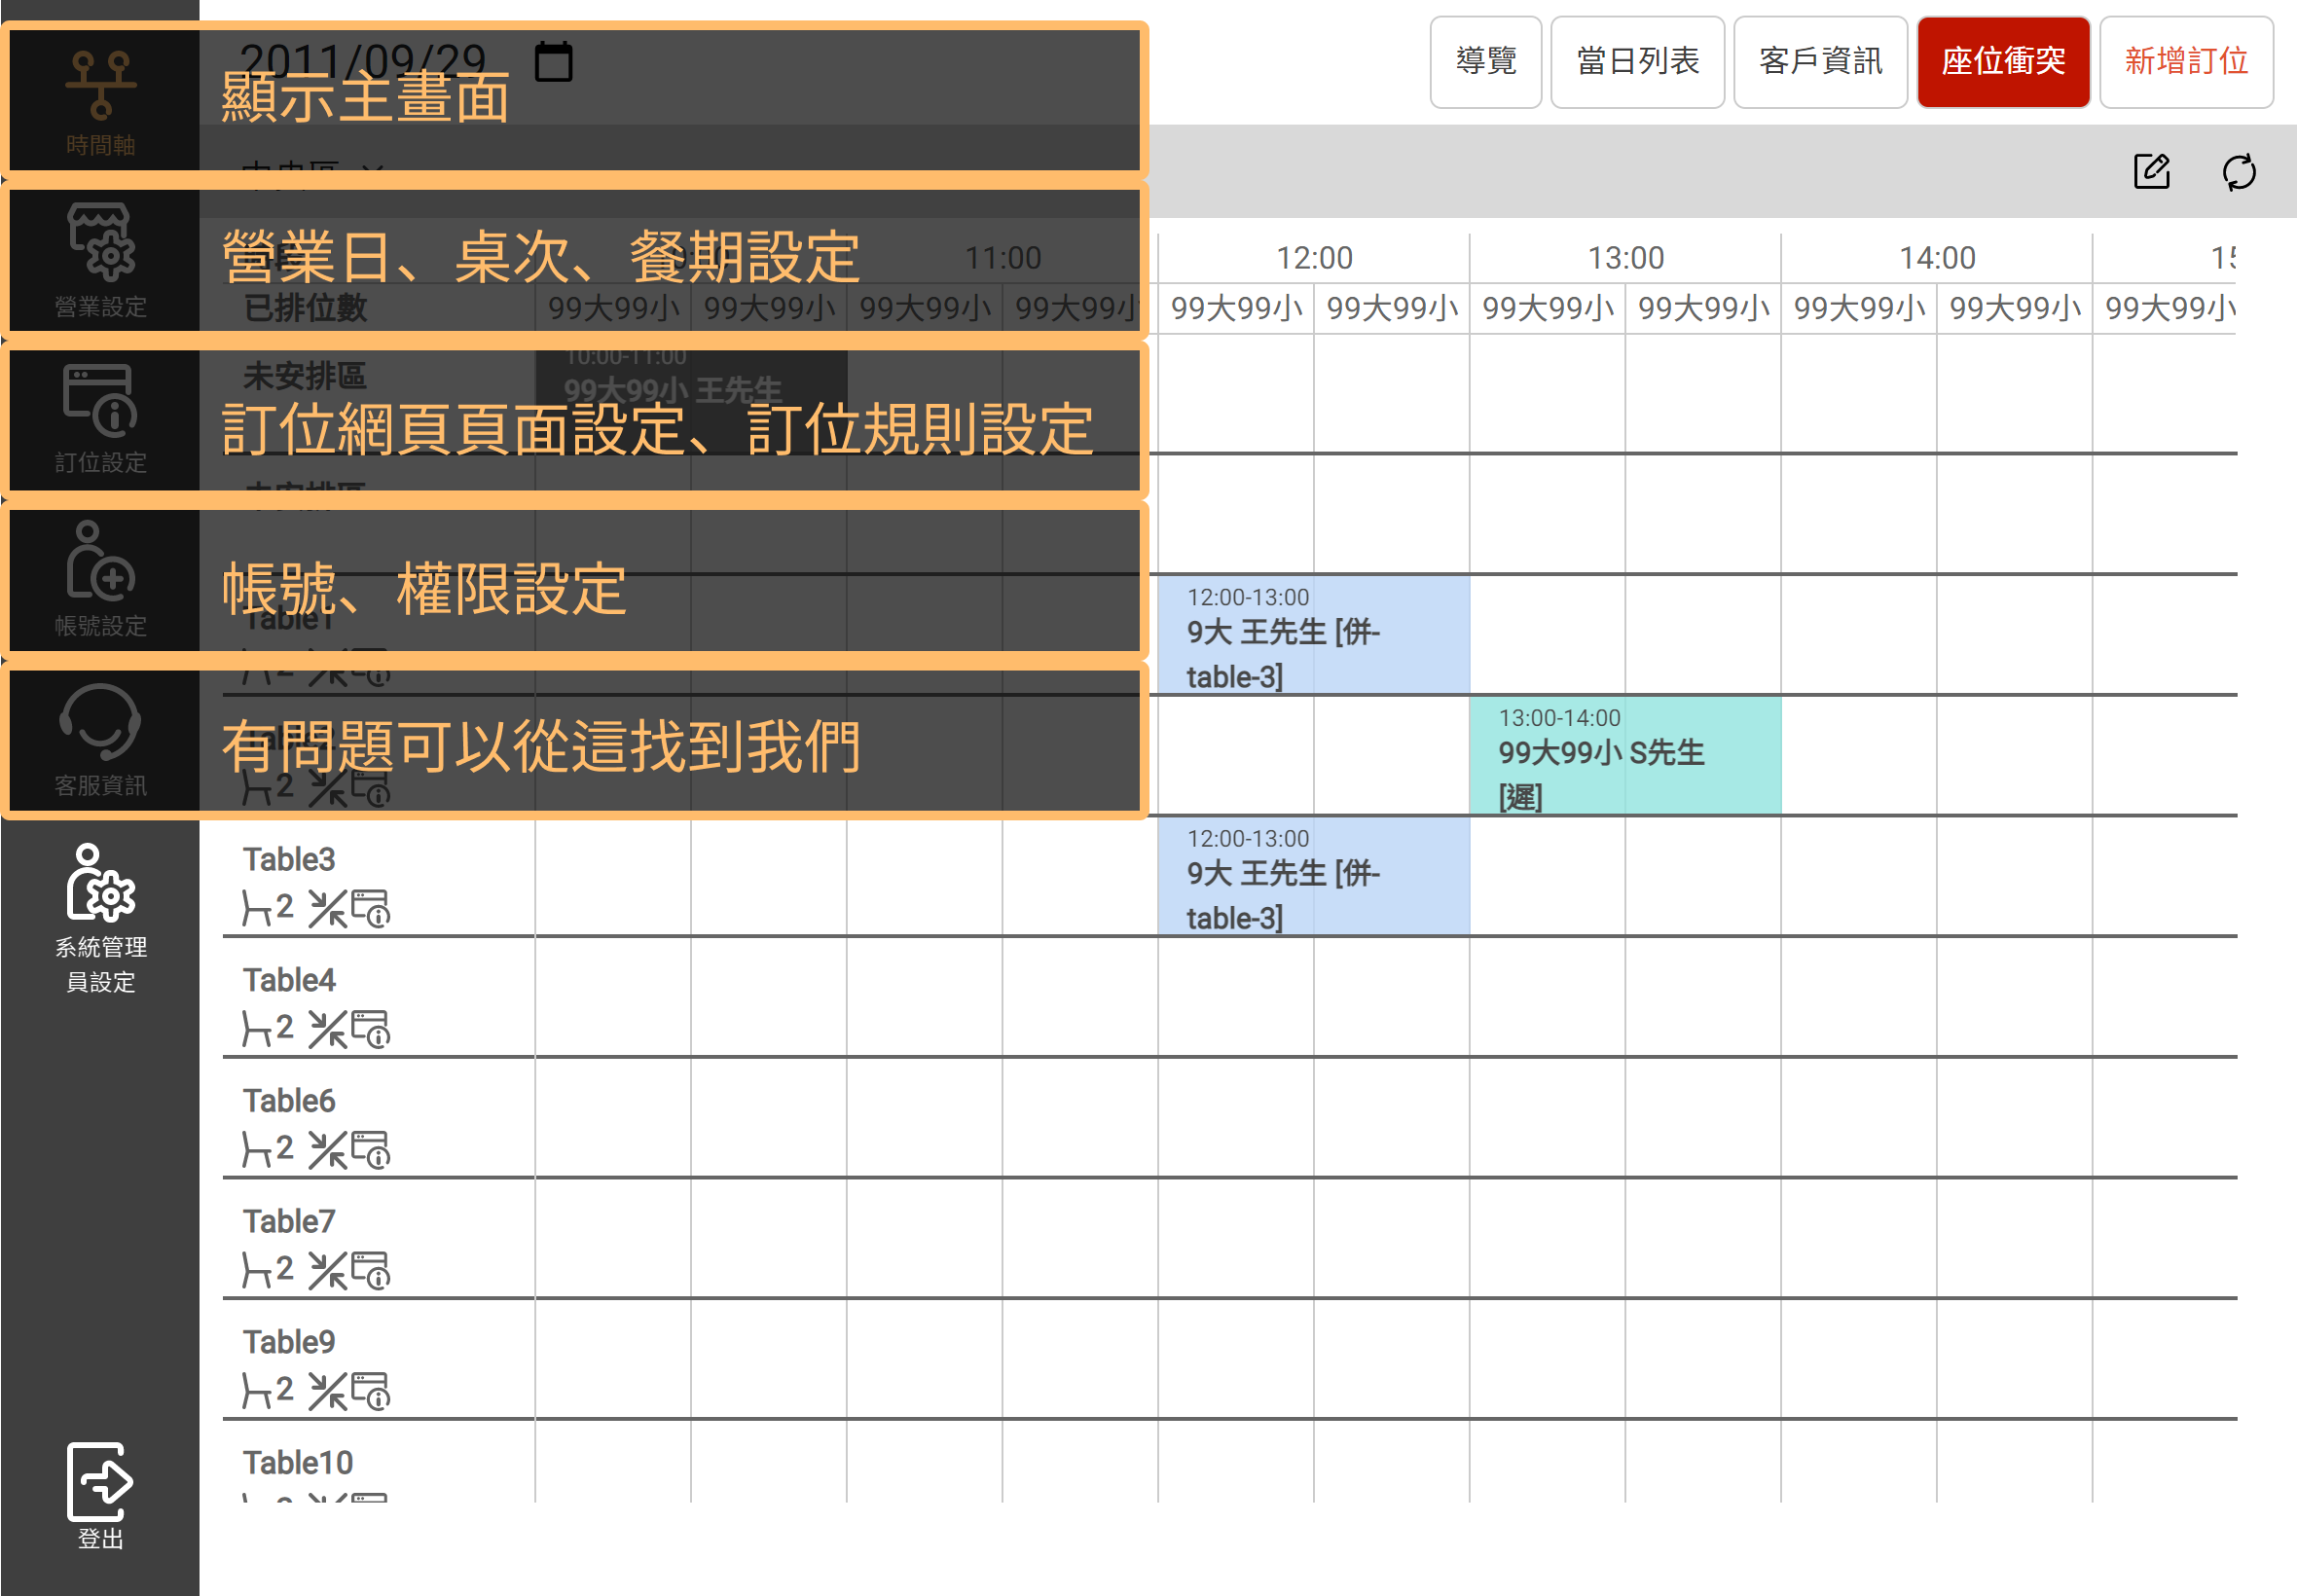 2011/09/29
導覽
當日列表
客戶資訊
座位衝突
新增訂位
顯示主畫面
時間軸
營業日、桌次、餐期設定
11:00
12:00
13:00
14:00
營業設定
已排位數
99大99小
99大99小
99大99小
99大99小
99大99小
99大99小
99大99小
99大99小
99大99小
99大99小
99大99小
未安排區
10:00-11:00
99大99小 王先生
訂位網頁頁面設定、訂位規則設定
訂位設定
帳號、權限設定
Table1
帳號設定
12:00-13:00
9大 王先生 [併-
table-3]
有問題可以從這找到我們
2
客服資訊
13:00-14:00
99大99小 S先生
[遲]
Table3
2
12:00-13:00
9大 王先生 [併-
table-3]
系統管理
員設定
Table4
2
Table6
2
Table7
2
Table9
2
Table10
登出